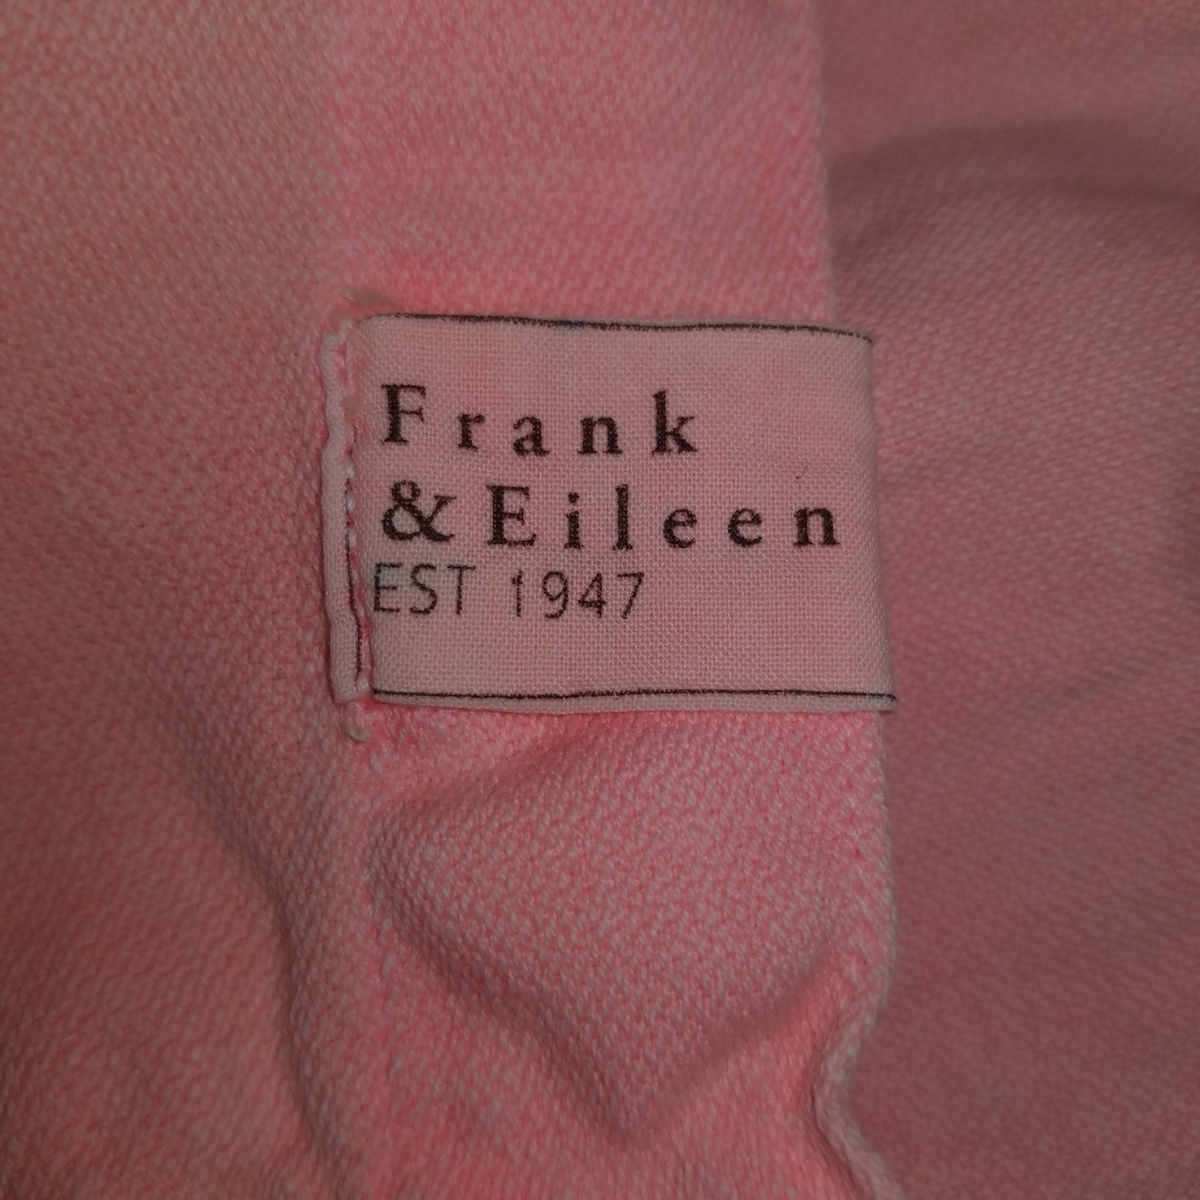 Frank
& Eileen
EST 1947